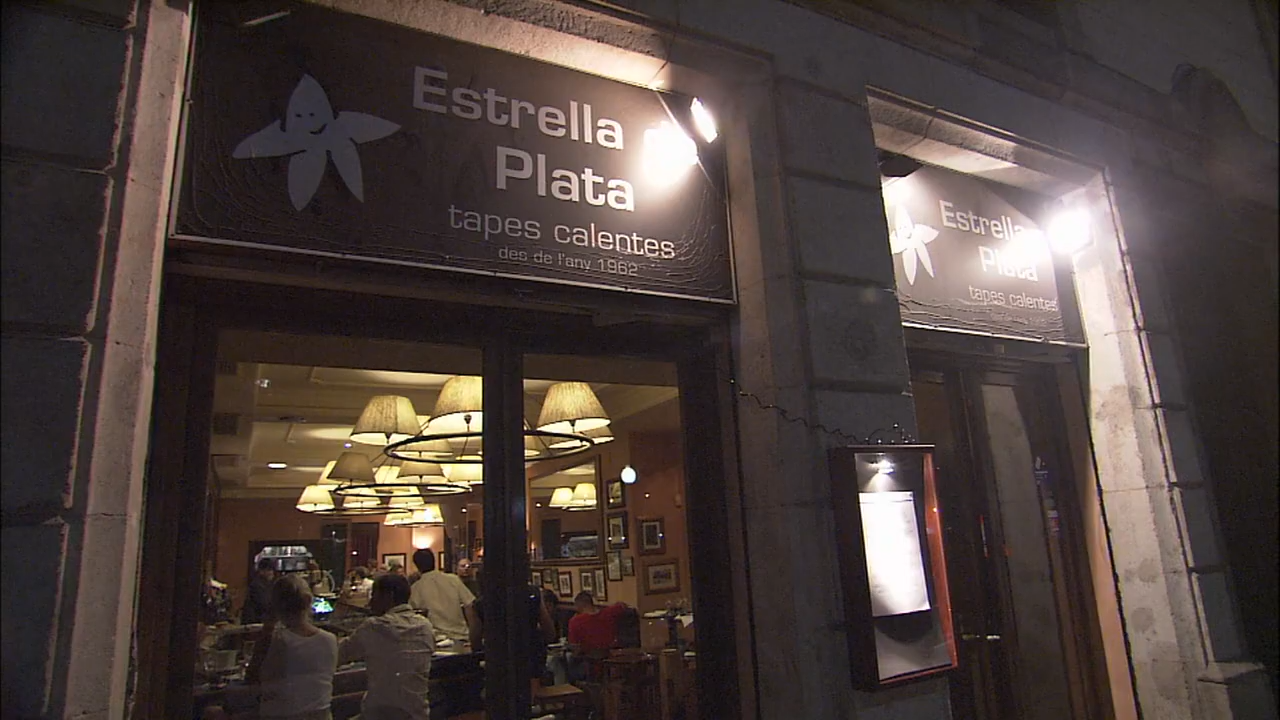 Estrella
Plata
tapes calentes
des de l'any 1962
Estrella
Plata
tapes calentes